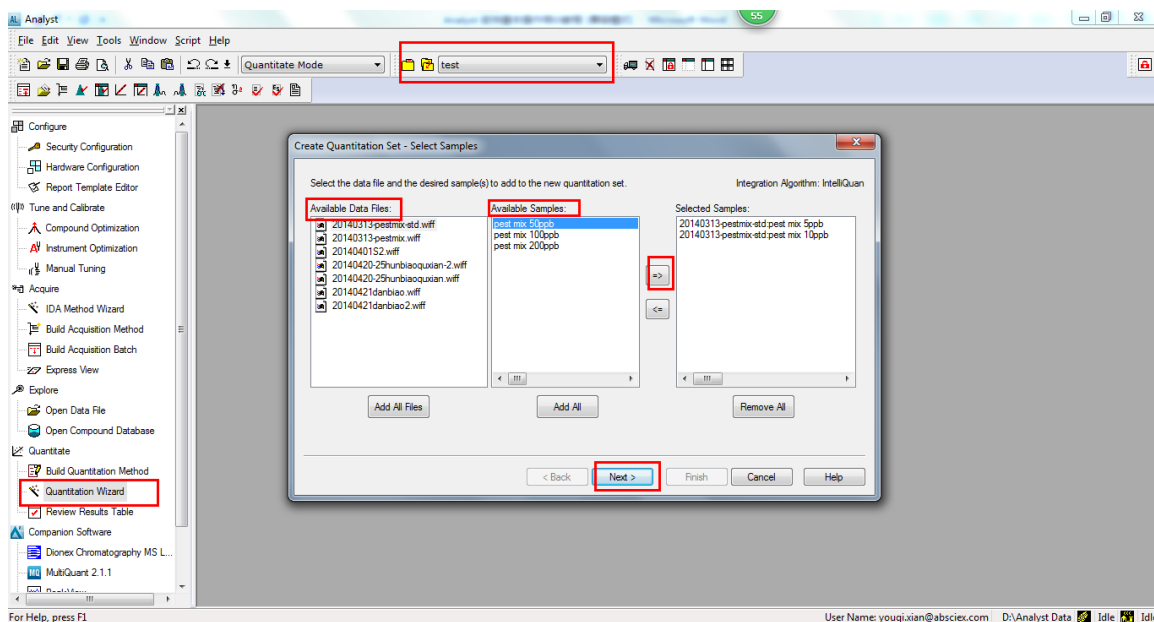 Analyst
55
File Edit View Tools Window Script Help
Quantitate Mode
test
Configure
Security Configuration
Hardware Configuration
Report Template Editor
Tune and Calibrate
Compound Optimization
Instrument Optimization
Manual Tuning
Acquire
IDA Method Wizard
Build Acquisition Method
Build Acquisition Batch
Express View
Explore
Open Data File
Open Compound Database
Quantitate
Build Quantitation Method
Quantitation Wizard
Review Results Table
Companion Software
Dionex Chromatography MS L...
MultiQuant 2.1.1
Create Quantitation Set - Select Samples
Select the data file and the desired sample(s) to add to the new quantitation set.
Integration Algorithm: IntelliQuan
Available Data Files:
20140313-pestmix-std.wiff
20140313-pestmix.wiff
20140401S2.wiff
20140420-25hunbiaoquxian-2.wiff
20140420-25hunbiaoquxian.wiff
20140421danbiao.wiff
20140421danbiao2.wiff
Add All Files
Available Samples:
pest mix 50ppb
pest mix 100ppb
pest mix 200ppb
Add All
=>
<=
Selected Samples:
20140313-pestmix-std:pest mix 5ppb
20140313-pestmix-std:pest mix 10ppb
Remove All
< Back
Next >
Finish
Cancel
Help
For Help, press F1
User Name: youqi.xian@absciex.com
D:\Analyst Data
Idle
Idl